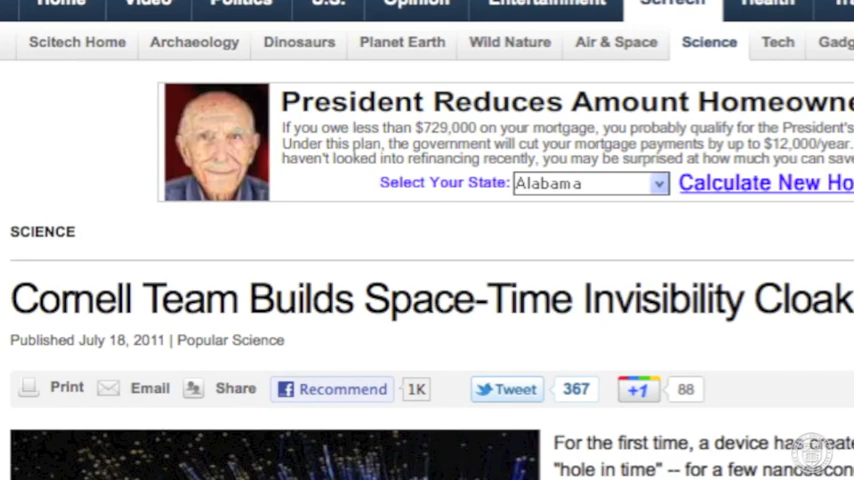 Home Video Politics U.S. Opinion Entertainment SciTech Health
Scitech Home Archaeology Dinosaurs Planet Earth Wild Nature Air & Space Science Tech Gadg
President Reduces Amount Homeowne
If you owe less than $729,000 on your mortgage, you probably qualify for the President's
Under this plan, the government will cut your mortgage payments by up to $12,000/year.
haven't looked into refinancing recently, you may be surprised at how much you can save
Select Your State: Alabama Calculate New Ho
SCIENCE
Cornell Team Builds Space-Time Invisibility Cloak
Published July 18, 2011 | Popular Science
Print Email Share Recommend 1K Tweet 367 +1 88
For the first time, a device has create
"hole in time" -- for a few nanosecon